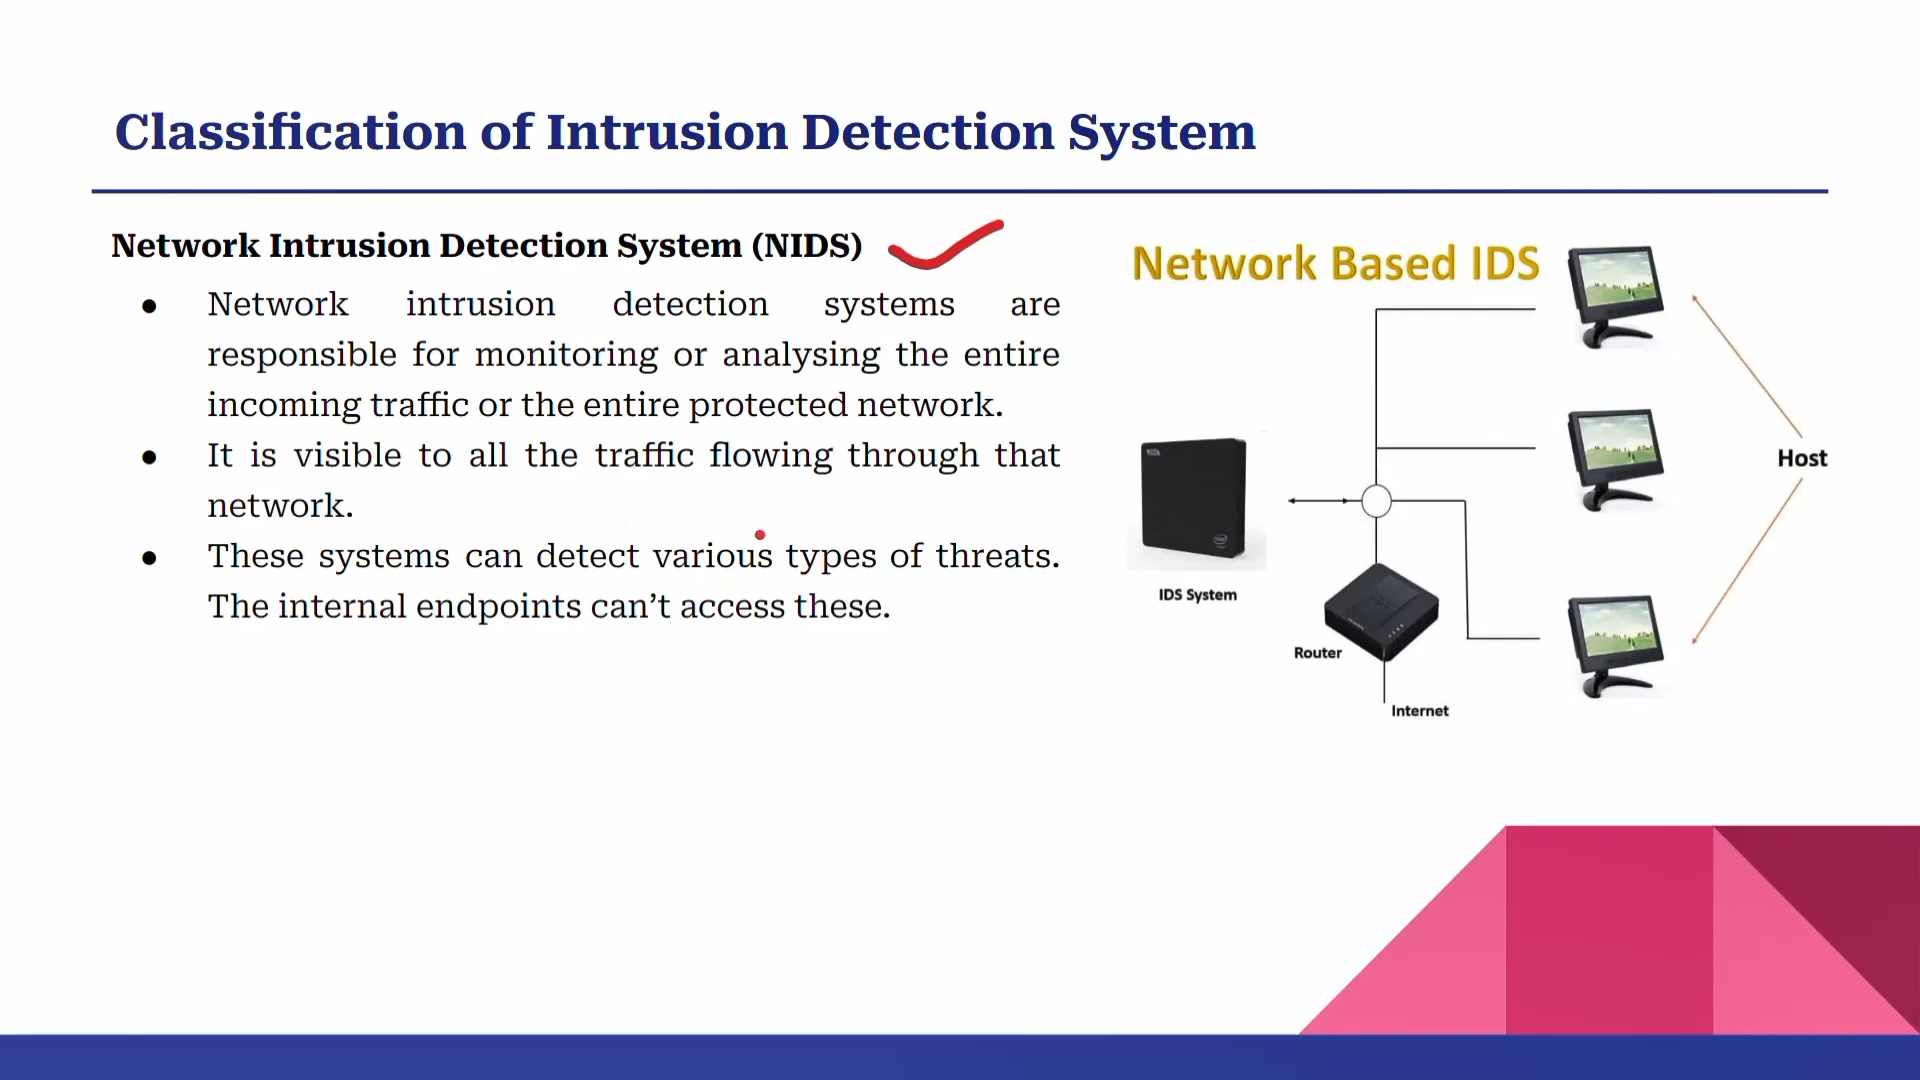 Classification of Intrusion Detection System
Network Intrusion Detection System (NIDS)
● Network intrusion detection systems are
responsible for monitoring or analysing the entire
incoming traffic or the entire protected network.
● It is visible to all the traffic flowing through that
network.
● These systems can detect various types of threats.
The internal endpoints can’t access these.
Network Based IDS
Host
IDS System
Router
Internet